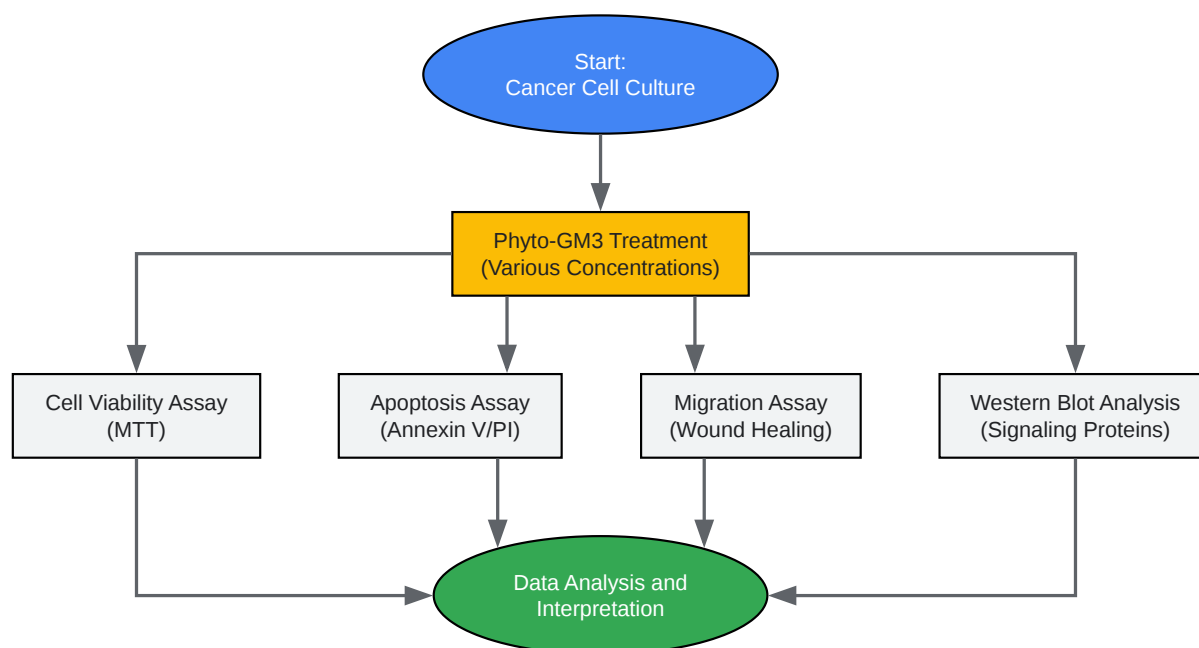 Start:
Cancer Cell Culture
Phyto-GM3 Treatment
(Various Concentrations)
Cell Viability Assay
(MTT)
Apoptosis Assay
(Annexin V/PI)
Migration Assay
(Wound Healing)
Western Blot Analysis
(Signaling Proteins)
Data Analysis and
Interpretation